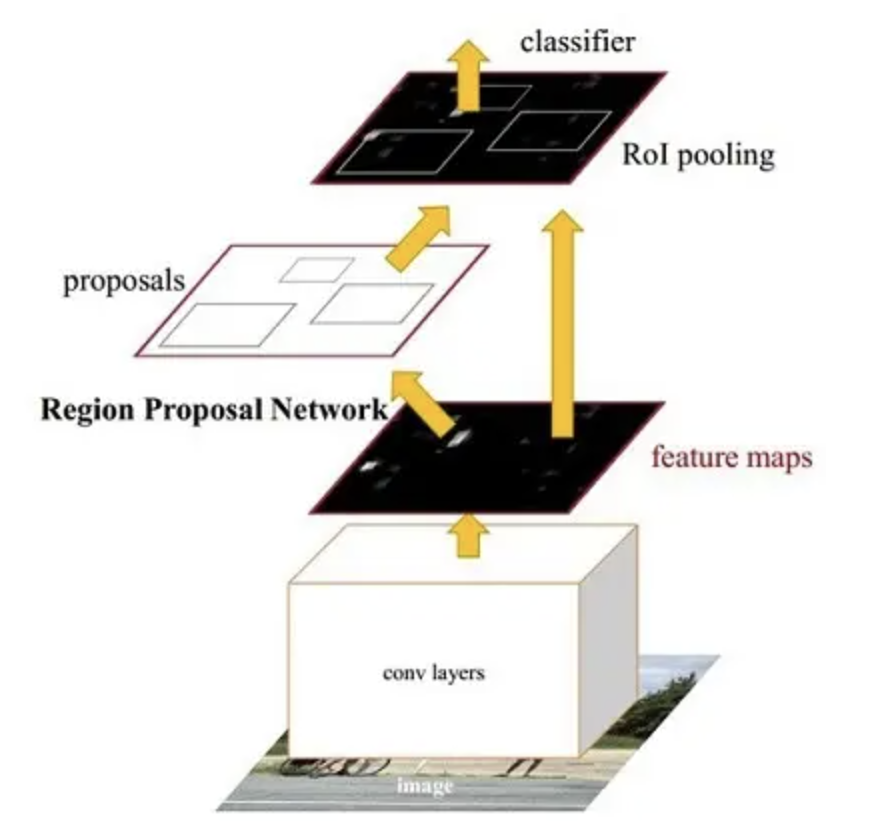 classifier
RoI pooling
proposals
Region Proposal Network
feature maps
conv layers
image